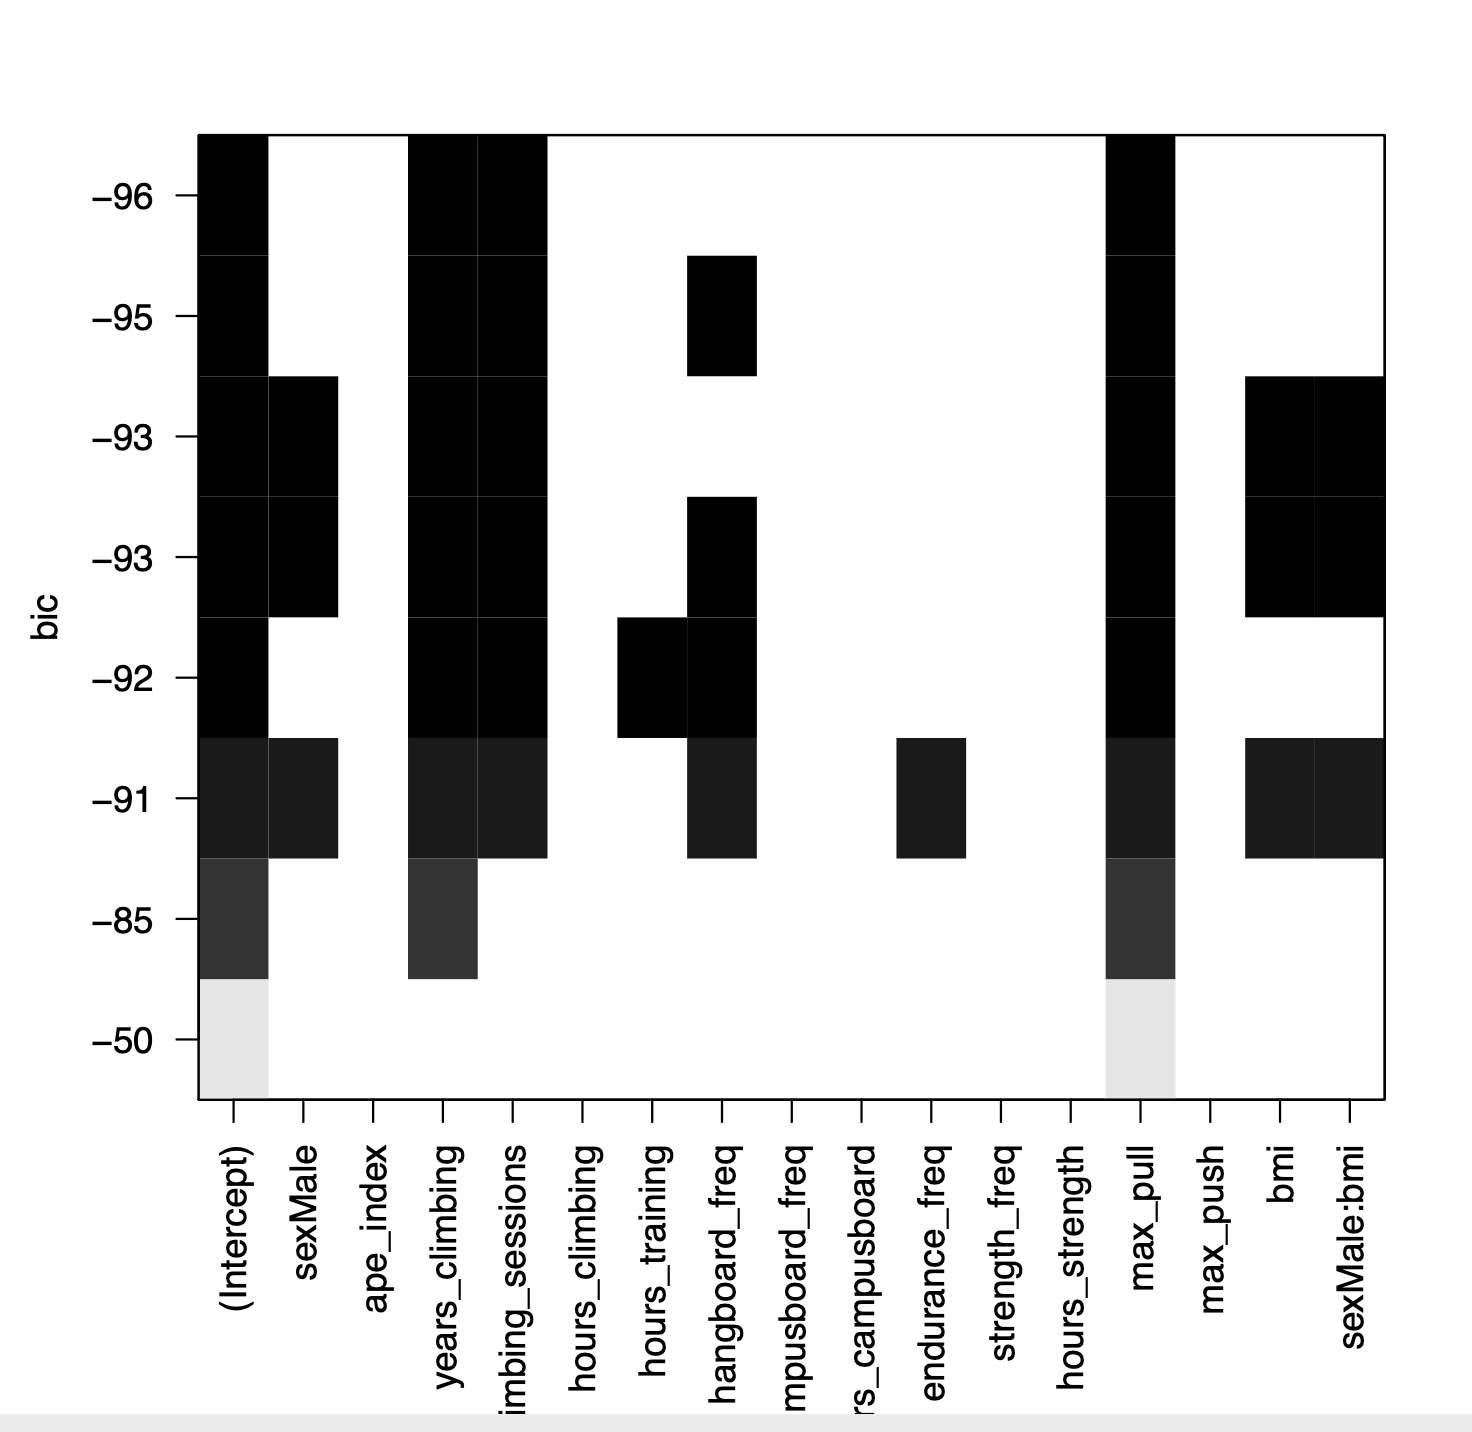 bic
−96
−95
−93
−93
−92
−91
−85
−50
(Intercept)
sexMale
ape_index
years_climbing
imbing_sessions
hours_climbing
hours_training
hangboard_freq
mpusboard_freq
rs_campusboard
endurance_freq
strength_freq
hours_strength
max_pull
max_push
bmi
sexMale:bmi